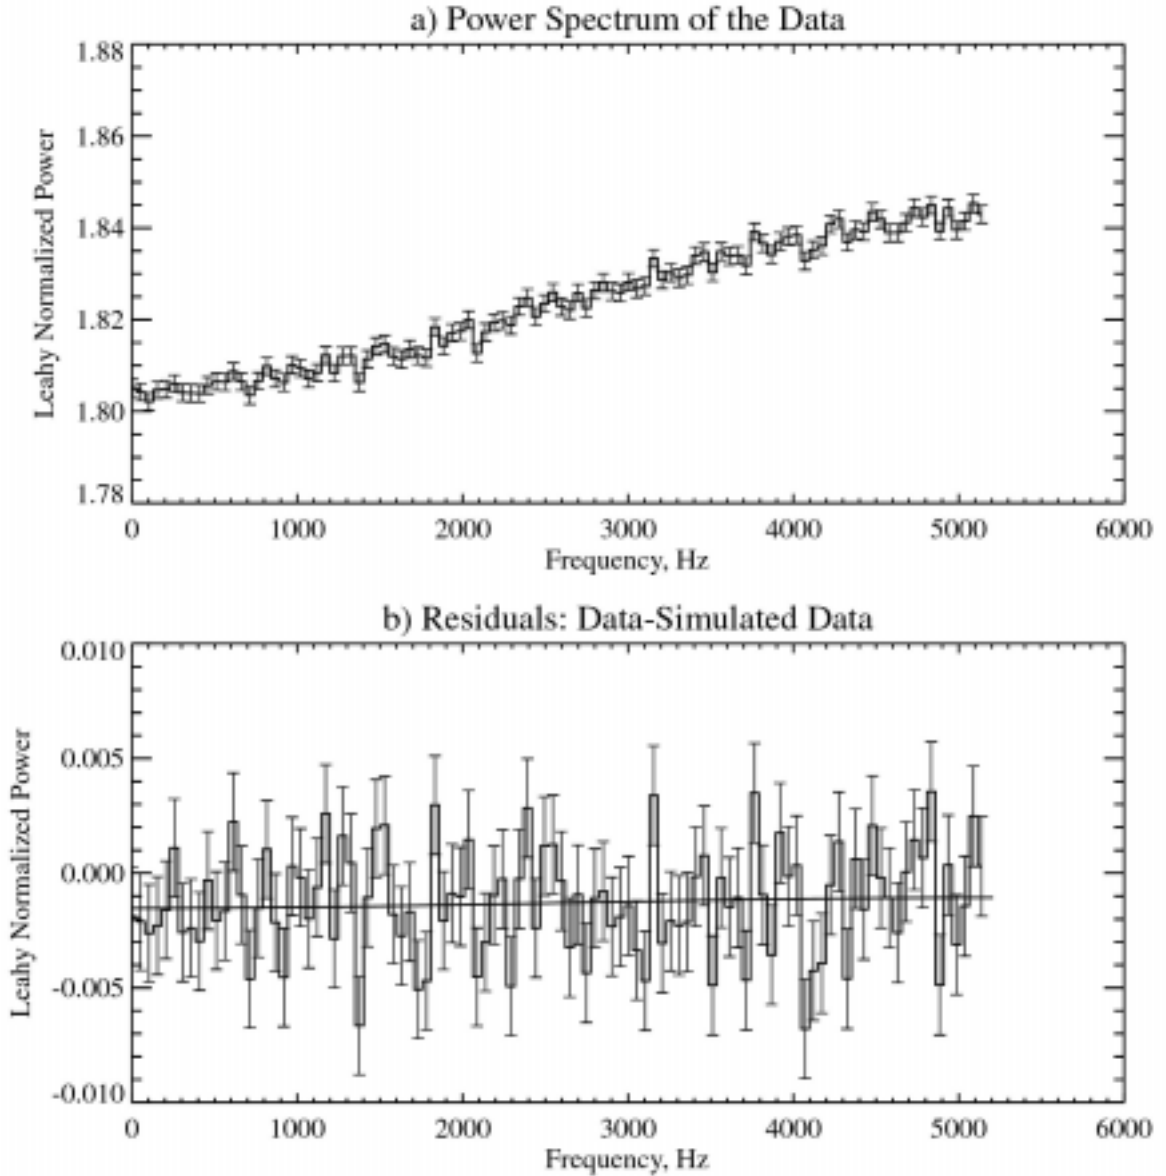 a) Power Spectrum of the Data
1.88
1.86
1.84
1.82
1.80
1.78
Leahy Normalized Power
0 1000 2000 3000 4000 5000 6000
Frequency, Hz
b) Residuals: Data-Simulated Data
0.010
0.005
0.000
-0.005
-0.010
Leahy Normalized Power
0 1000 2000 3000 4000 5000 6000
Frequency, Hz